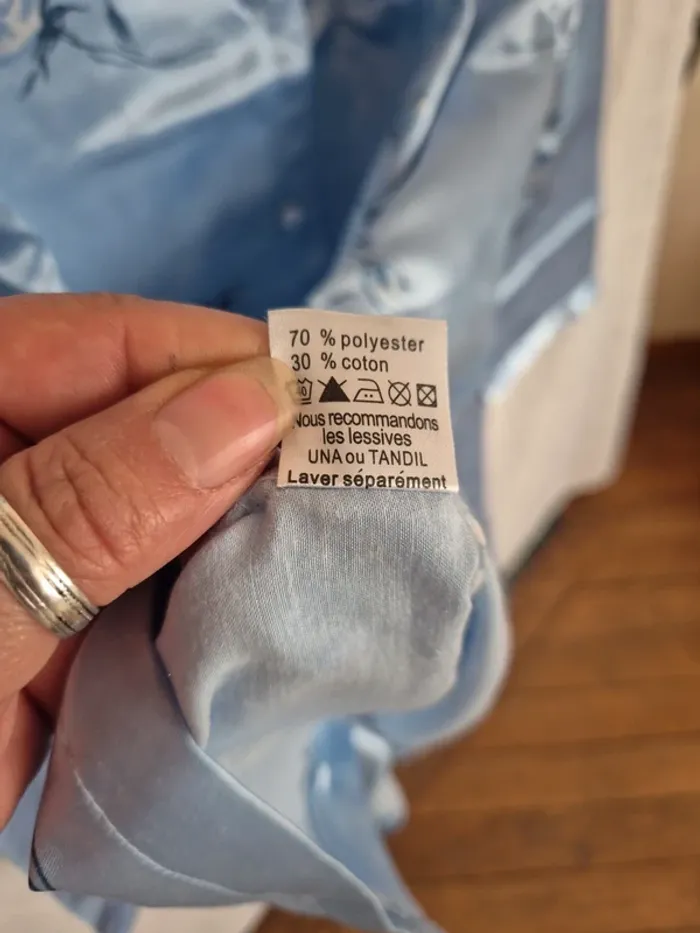 70 % polyester
30 % coton
Nous recommandons
les lessives
UNA ou TANDIL
Laver séparément